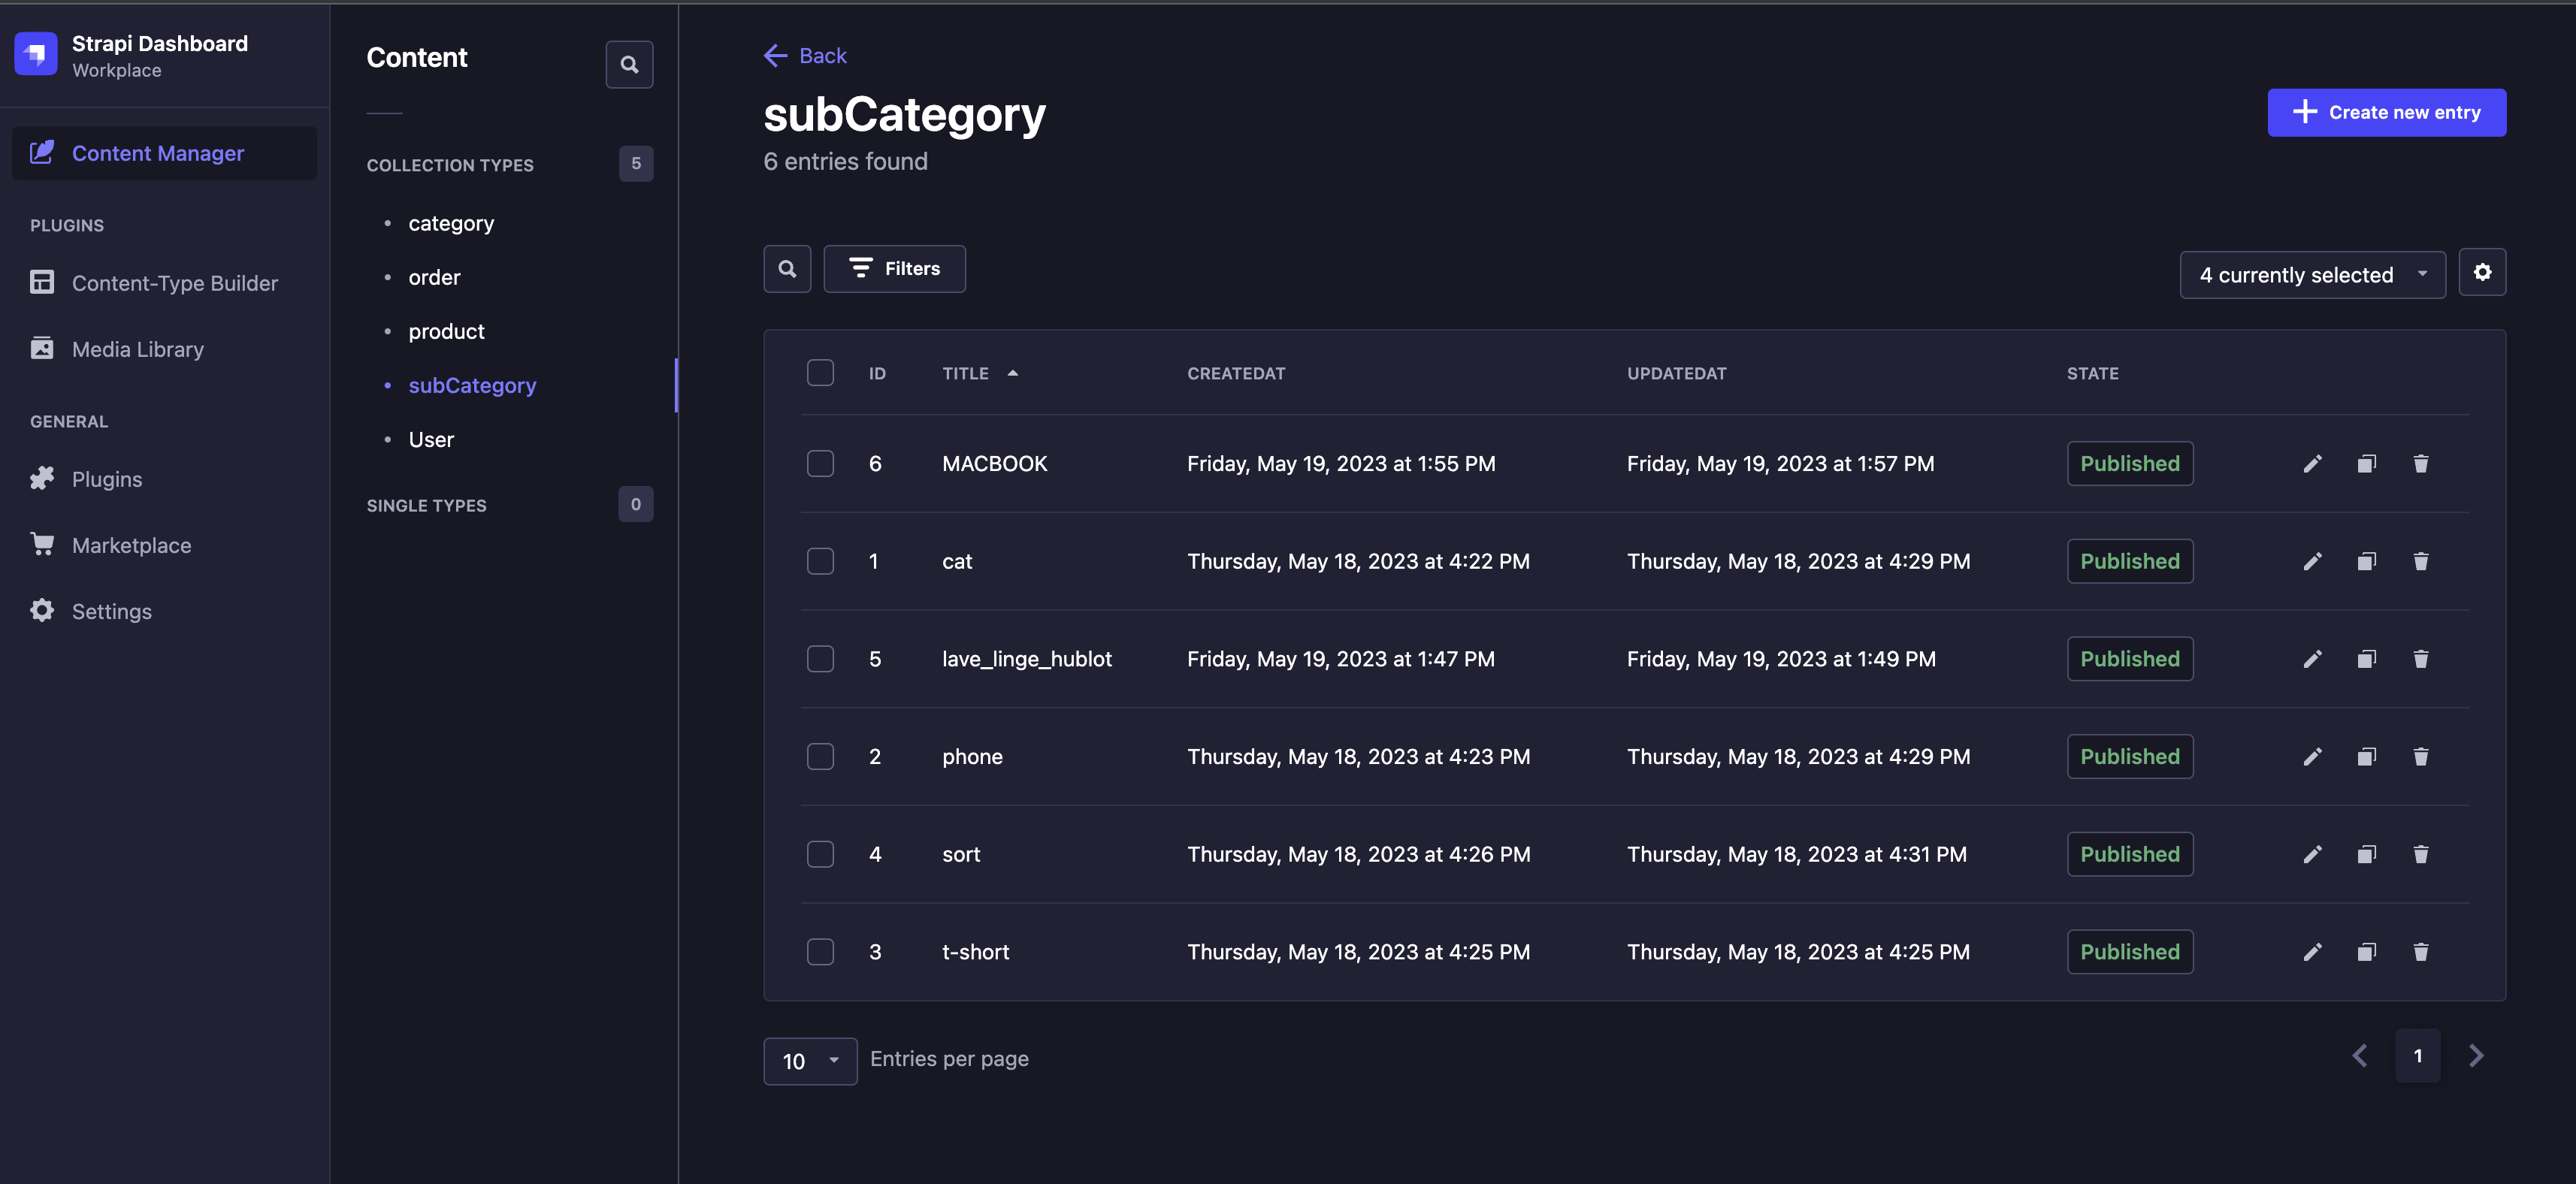 Strapi Dashboard
Workplace
Content Manager
PLUGINS
Content-Type Builder
Media Library
GENERAL
Plugins
Marketplace
Settings
Content
COLLECTION TYPES 5
category
order
product
subCategory
User
SINGLE TYPES 0
Back
subCategory
6 entries found
Create new entry
Filters
4 currently selected
ID TITLE CREATEDAT UPDATEDAT STATE
6 MACBOOK Friday, May 19, 2023 at 1:55 PM Friday, May 19, 2023 at 1:57 PM Published
1 cat Thursday, May 18, 2023 at 4:22 PM Thursday, May 18, 2023 at 4:29 PM Published
5 lave_linge_hublot Friday, May 19, 2023 at 1:47 PM Friday, May 19, 2023 at 1:49 PM Published
2 phone Thursday, May 18, 2023 at 4:23 PM Thursday, May 18, 2023 at 4:29 PM Published
4 sort Thursday, May 18, 2023 at 4:26 PM Thursday, May 18, 2023 at 4:31 PM Published
3 t-short Thursday, May 18, 2023 at 4:25 PM Thursday, May 18, 2023 at 4:25 PM Published
10 Entries per page
1